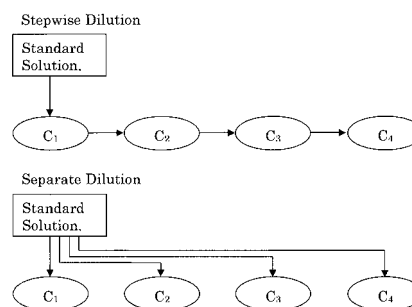 Stepwise Dilution
Standard
Solution.
C₁ C₂ C₃ C₄
Separate Dilution
Standard
Solution.
C₁ C₂ C₃ C₄